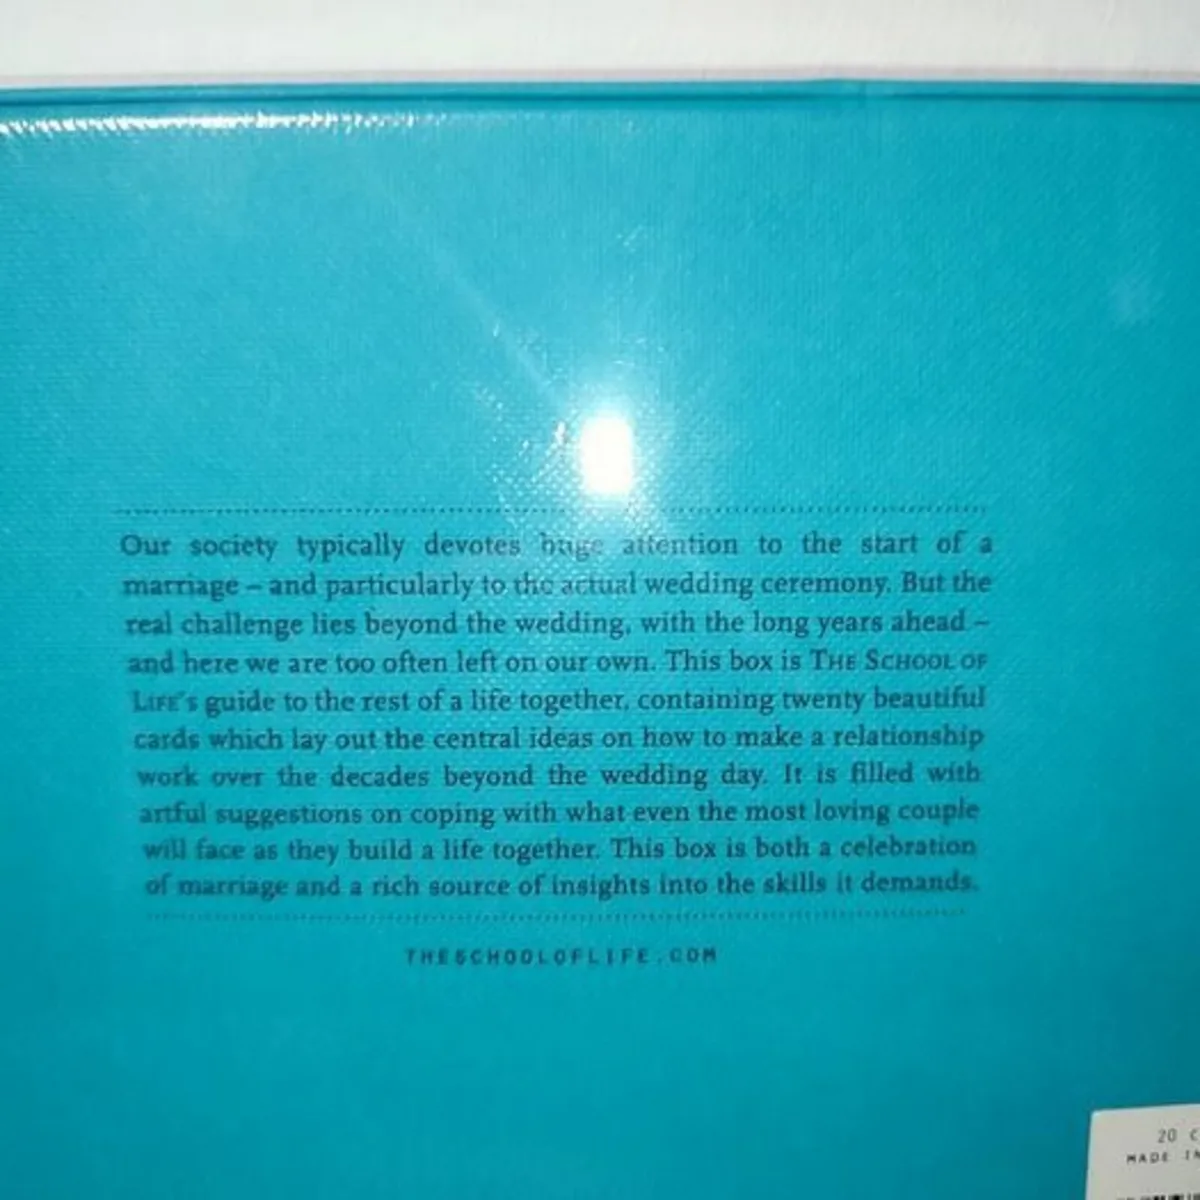 Our society typically devotes huge attention to the start of a
marriage – and particularly to the actual wedding ceremony. But the
real challenge lies beyond the wedding, with the long years ahead –
and here we are too often left on our own. This box is THE SCHOOL OF
LIFE's guide to the rest of a life together, containing twenty beautiful
cards which lay out the central ideas on how to make a relationship
work over the decades beyond the wedding day. It is filled with
artful suggestions on coping with what even the most loving couple
will face as they build a life together. This box is both a celebration
of marriage and a rich source of insights into the skills it demands.
THESCHOOLOFLIFE.COM
20 C
MADE IN